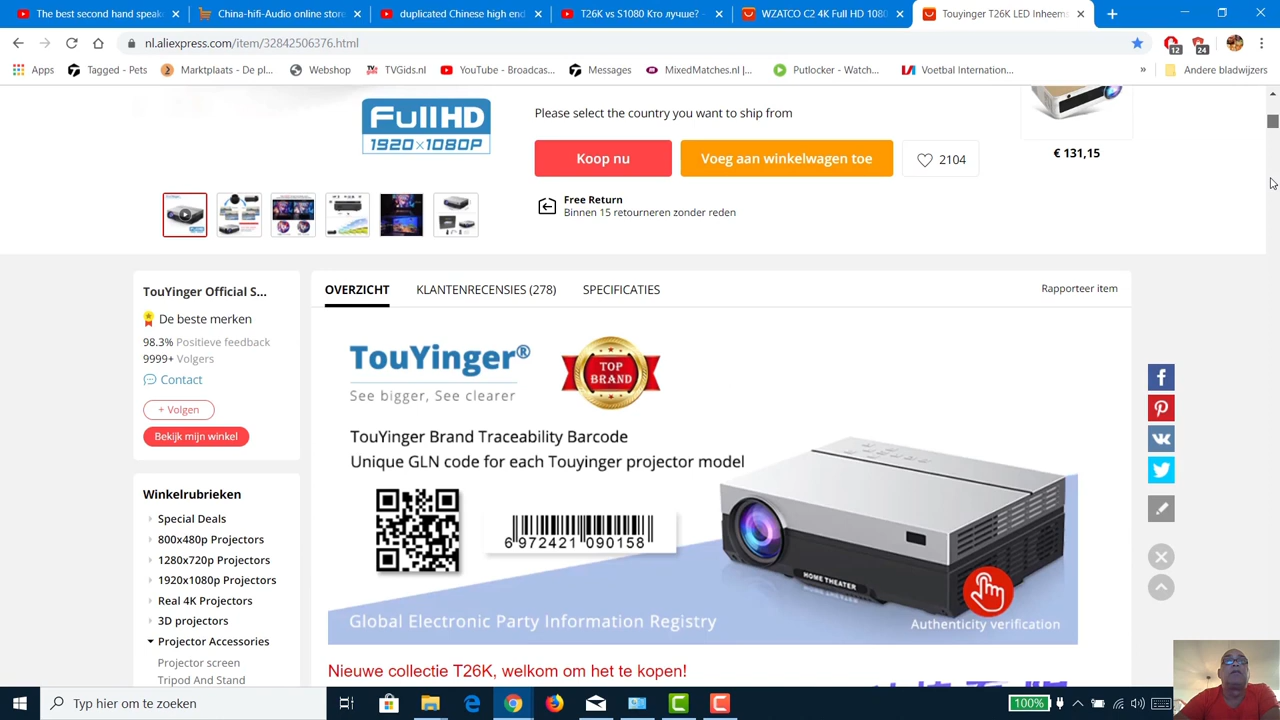 The best second hand speak
China-hifi-Audio online store
duplicated Chinese high end
T26K vs S1080 Кто лучше? -
WZATCO C2 4K Full HD 1080
Touyinger T26K LED Inheems
nl.aliexpress.com/item/32842506376.html
12
24
Apps
Tagged - Pets
Marktplaats - De pl...
Webshop
TVGids.nl
YouTube - Broadcas...
Messages
MixedMatches.nl |...
Putlocker - Watch...
Voetbal Internation...
»
Andere bladwijzers
FULL HD
1920×1080P
Please select the country you want to ship from
Koop nu
Voeg aan winkelwagen toe
2104
€ 131,15
Free Return
Binnen 15 retourneren zonder reden
TouYinger Official S...
De beste merken
98.3% Positieve feedback
9999+ Volgers
Contact
+ Volgen
Bekijk mijn winkel
Winkelrubrieken
Special Deals
800x480p Projectors
1280x720p Projectors
1920x1080p Projectors
Real 4K Projectors
3D projectors
Projector Accessories
Projector screen
Tripod And Stand
OVERZICHT
KLANTENRECENSIES (278)
SPECIFICATIES
Rapporteer item
TouYinger®
See bigger, See clearer
TOP
BRAND
TouYinger Brand Traceability Barcode
Unique GLN code for each Touyinger projector model
6 972421 090158
HOME THEATER
Global Electronic Party Information Registry
Authenticity verification
Nieuwe collectie T26K, welkom om het te kopen!
Typ hier om te zoeken
100%